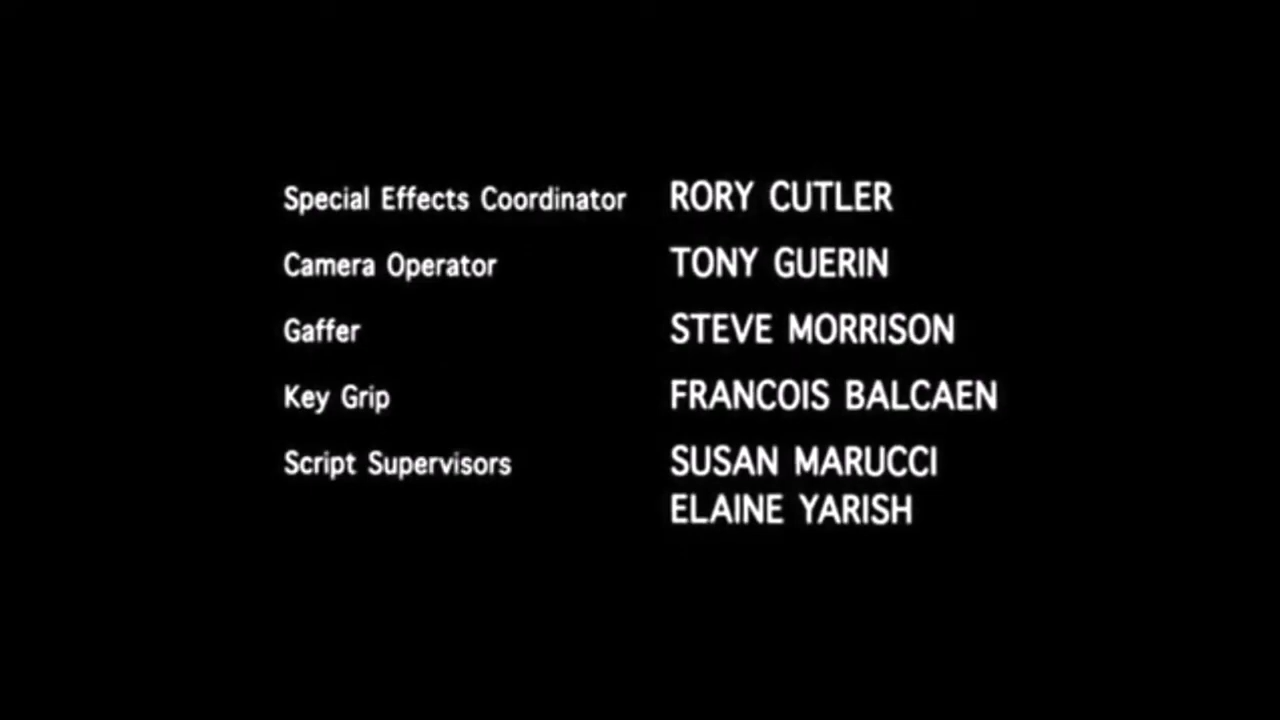 Special Effects Coordinator RORY CUTLER
Camera Operator TONY GUERIN
Gaffer STEVE MORRISON
Key Grip FRANCOIS BALCAEN
Script Supervisors SUSAN MARUCCI
ELAINE YARISH